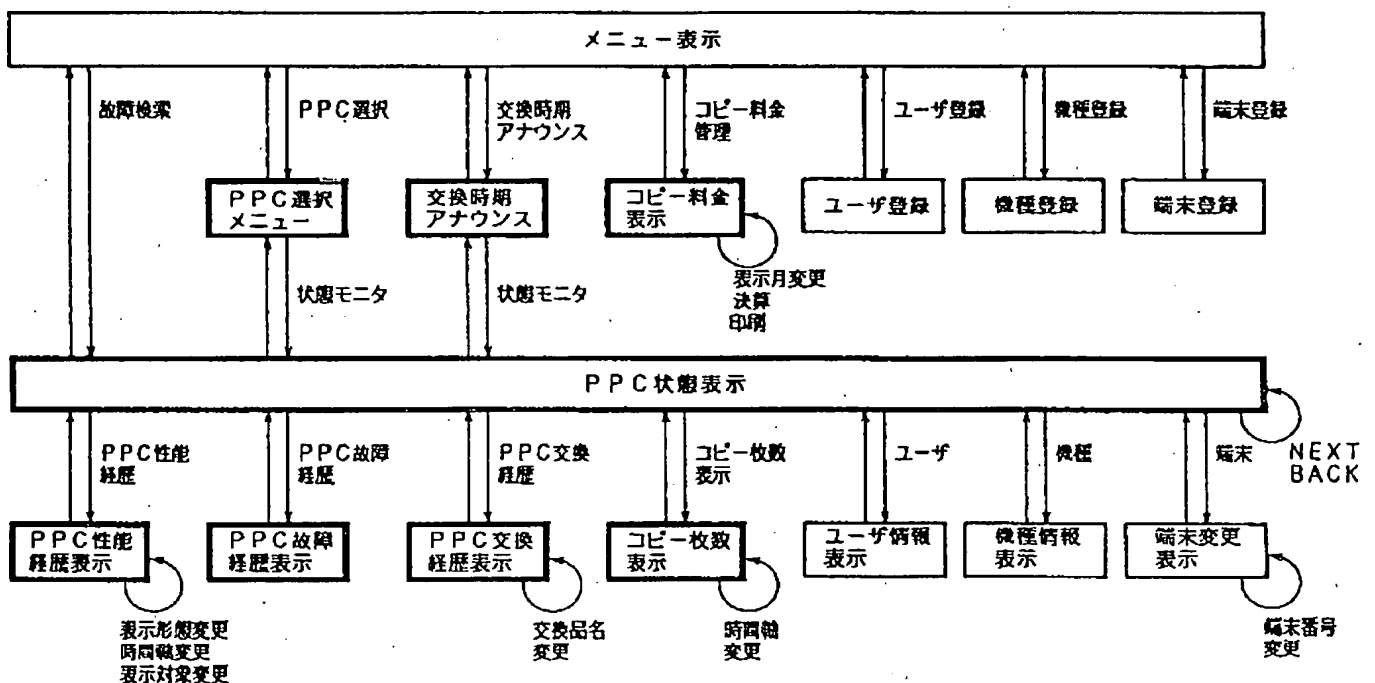 メニュー表示
故障検索
PPC選択
交換時期
アナウンス
コピー料金
管理
ユーザ登録
機種登録
端末登録
PPC選択
メニュー
交換時期
アナウンス
コピー料金
表示
ユーザ登録
機種登録
端末登録
表示月変更
決算
印刷
状態モニタ
状態モニタ
PPC状態表示
NEXT
BACK
PPC性能
経歴
PPC故障
経歴
PPC交換
経歴
コピー枚数
表示
ユーザ
機種
端末
PPC性能
経歴表示
PPC故障
経歴表示
PPC交換
経歴表示
コピー枚数
表示
ユーザ情報
表示
機種情報
表示
端末変更
表示
表示形態変更
時間軸変更
表示対象変更
交換品名
変更
時間軸
変更
端末番号
変更